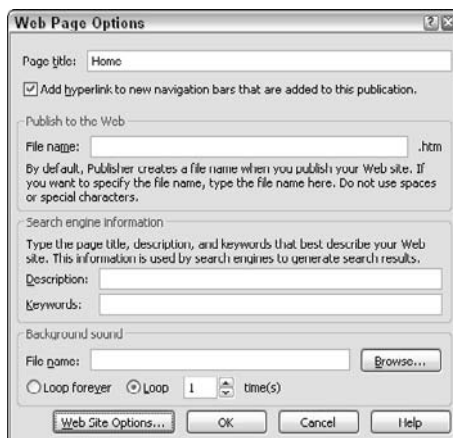 Web Page Options
Page title: Home
Add hyperlink to new navigation bars that are added to this publication.
Publish to the Web
File name: .htm
By default, Publisher creates a file name when you publish your Web site. If
you want to specify the file name, type the file name here. Do not use spaces
or special characters.
Search engine information
Type the page title, description, and keywords that best describe your Web
site. This information is used by search engines to generate search results.
Description:
Keywords:
Background sound
File name: Browse...
Loop forever Loop 1 time(s)
Web Site Options... OK Cancel Help